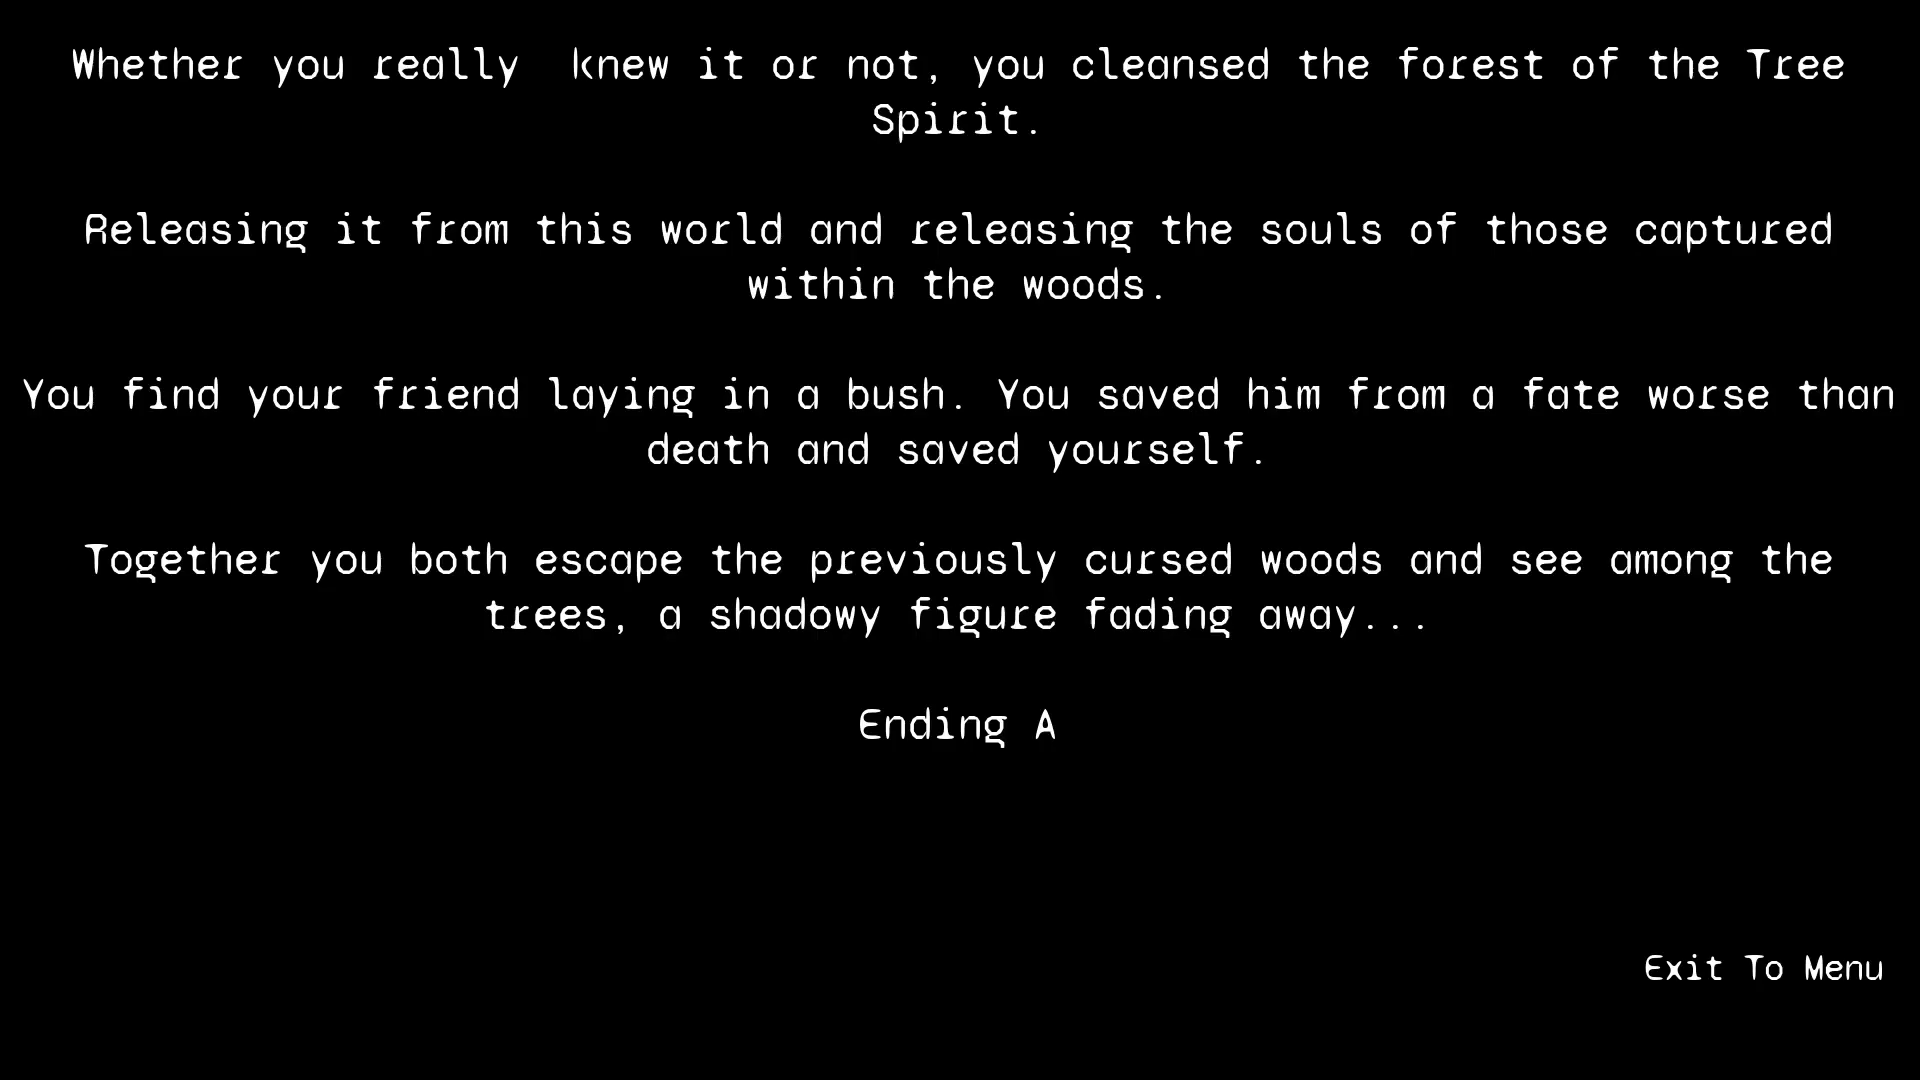 Whether you really  knew it or not, you cleansed the forest of the Tree
Spirit.
Releasing it from this world and releasing the souls of those captured
within the woods.
You find your friend laying in a bush. You saved him from a fate worse than
death and saved yourself.
Together you both escape the previously cursed woods and see among the
trees, a shadowy figure fading away...
Ending A
Exit To Menu